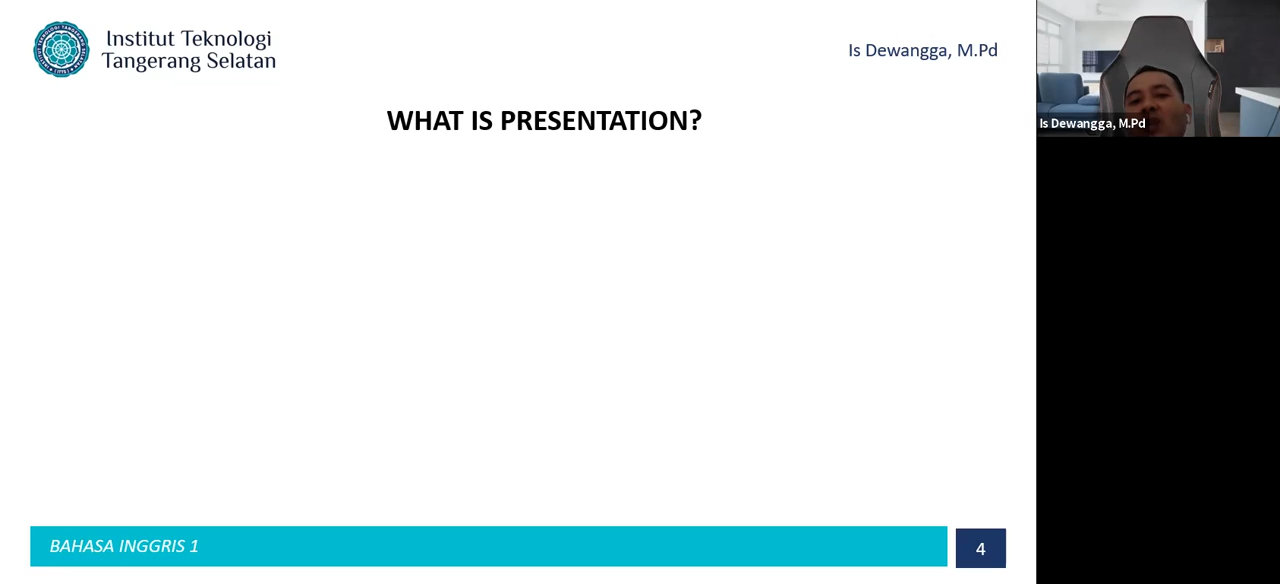 Institut Teknologi
Tangerang Selatan
Is Dewangga, M.Pd
WHAT IS PRESENTATION?
Is Dewangga, M.Pd
BAHASA INGGRIS 1
4